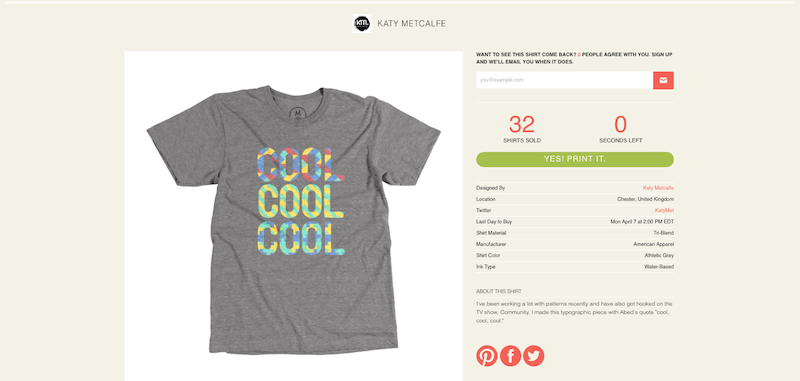 KTM.
KATY METCALFE
WANT TO SEE THIS SHIRT COME BACK? 0 PEOPLE AGREE WITH YOU. SIGN UP
AND WE'LL EMAIL YOU WHEN IT DOES.
you@example.com
32
SHIRTS SOLD
0
SECONDS LEFT
YES! PRINT IT.
Designed By Katy Metcalfe
Location Chester, United Kingdom
Twitter KatyMet
Last Day to Buy Mon April 7 at 2:00 PM EDT
Shirt Material Tri-Blend
Manufacturer American Apparel
Shirt Color Athletic Grey
Ink Type Water-Based
ABOUT THIS SHIRT
I've been working a lot with patterns recently and have also got hooked on the
TV show, Community. I made this typographic piece with Abed's quote "cool,
cool, cool."
M
COOL
COOL
COOL